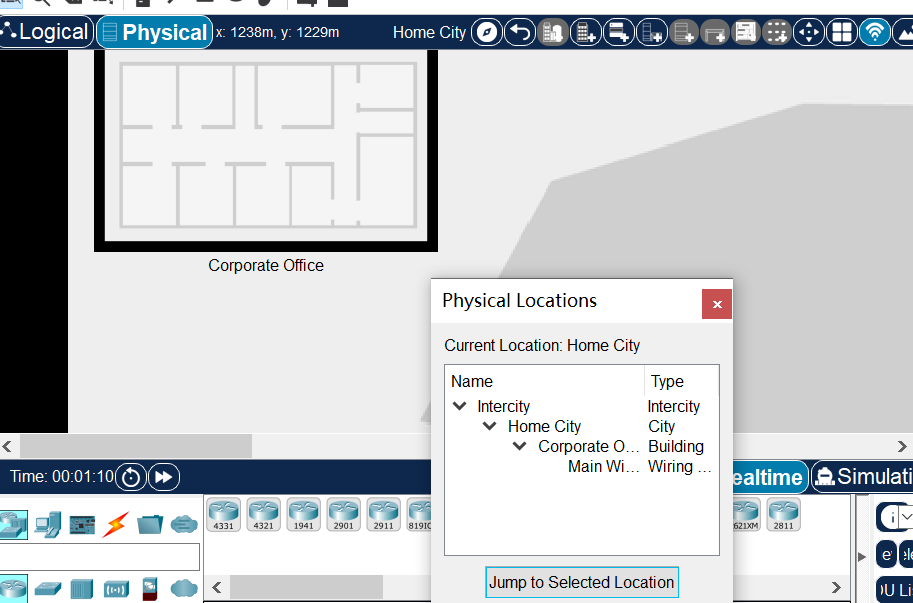 Logical Physical x: 1238m, y: 1229m Home City
Corporate Office
Physical Locations
Current Location: Home City
Name Type
Intercity Intercity
Home City City
Corporate O... Building
Main Wi... Wiring ...
Jump to Selected Location
Time: 00:01:10 ealtime Simulati
4331 4321 1941 2901 2911 819IC 621XM 2811